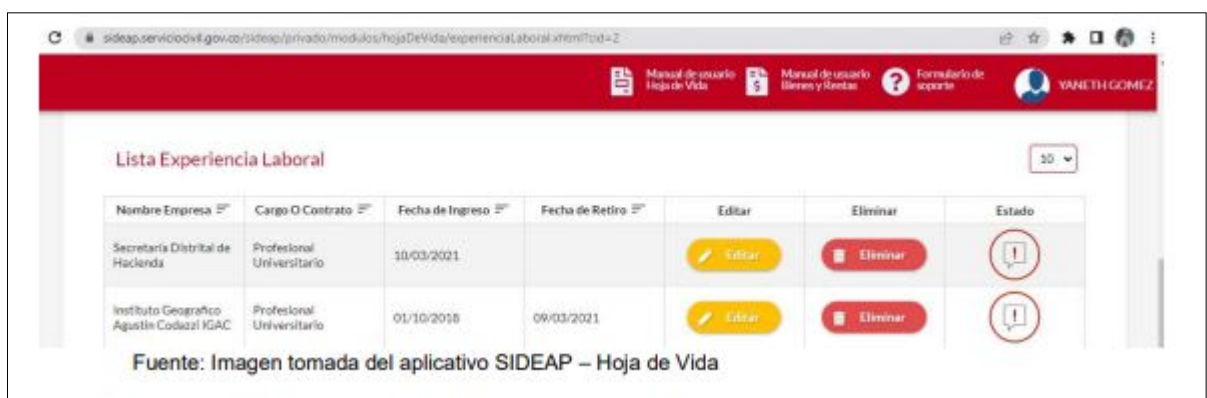 sideap.serviciocivil.gov.co/sideap/privado/modulos/hojaDeVida/experienciaLaboral.xhtml?cid=2
Manual de usuario
Hoja de Vida
Manual de usuario
Bienes y Rentas
Formulario de
soporte
YANETH GOMEZ
Lista Experiencia Laboral
10
Nombre Empresa Cargo O Contrato Fecha de Ingreso Fecha de Retiro Editar Eliminar Estado
Secretaría Distrital de
Hacienda
Profesional
Universitario
10/03/2021
Editar
Eliminar
Instituto Geografico
Agustin Codazzi IGAC
Profesional
Universitario
01/10/2018
09/03/2021
Editar
Eliminar
Fuente: Imagen tomada del aplicativo SIDEAP – Hoja de Vida